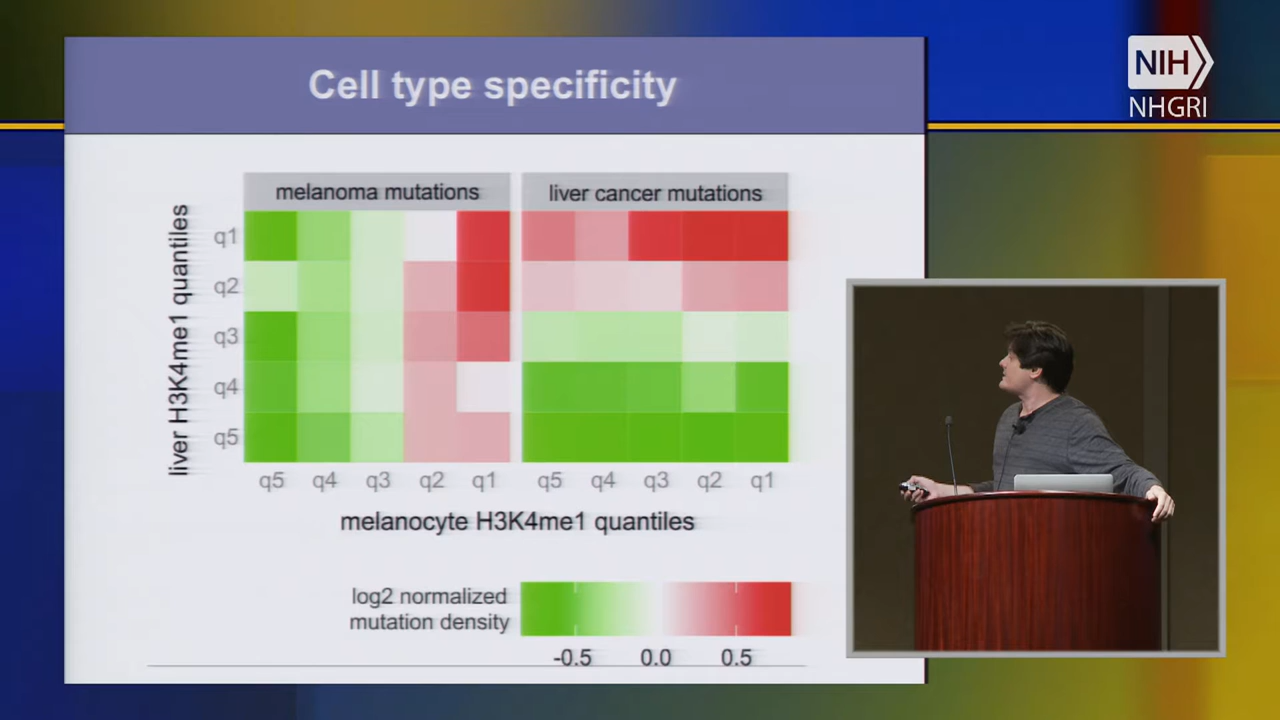 Cell type specificity
NIH
NHGRI
melanoma mutations
liver cancer mutations
liver H3K4me1 quantiles
q1
q2
q3
q4
q5
q5 q4 q3 q2 q1
q5 q4 q3 q2 q1
melanocyte H3K4me1 quantiles
log2 normalized
mutation density
-0.5 0.0 0.5